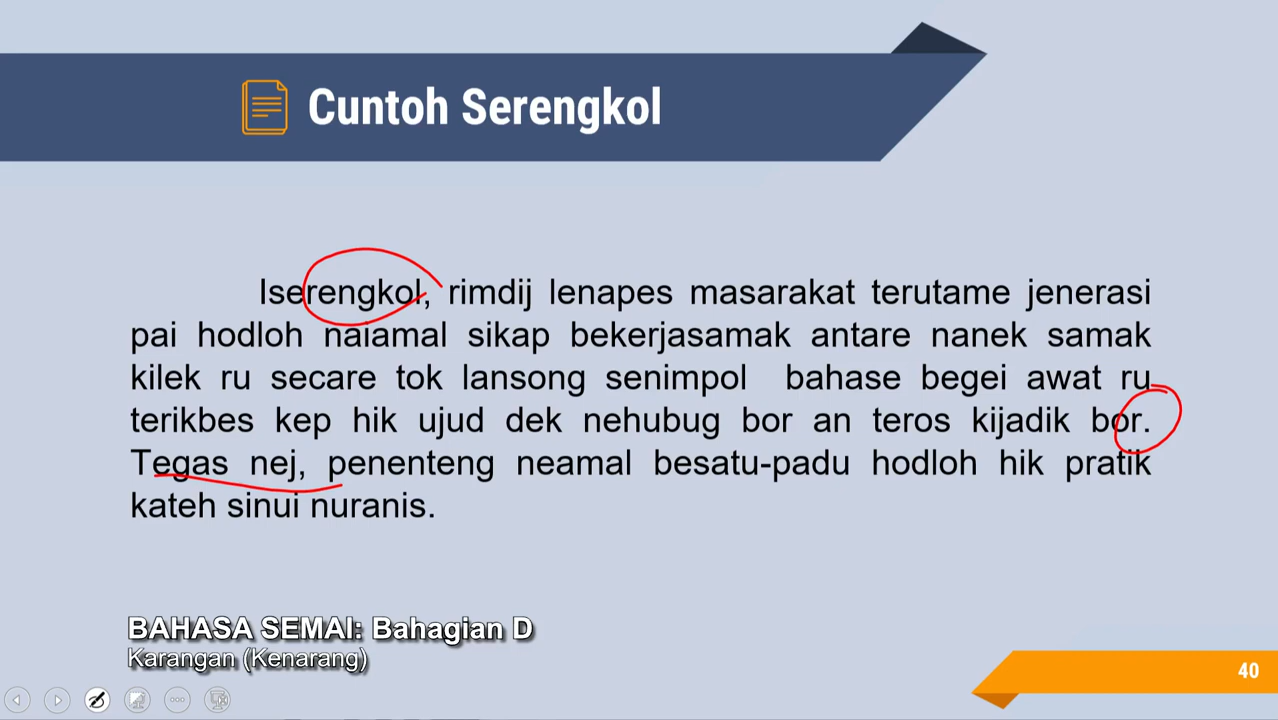 Cuntoh Serengkol
Iserengkol, rimdij lenapes masarakat terutame jenerasi
pai hodloh naiamal sikap bekerjasamak antare nanek samak
kilek ru secare tok lansong senimpol bahase begei awat ru
terikbes kep hik ujud dek nehubug bor an teros kijadik bor.
Tegas nej, penenteng neamal besatu-padu hodloh hik pratik
kateh sinui nuranis.
BAHASA SEMAI: Bahagian D
Karangan (Kenarang)
40